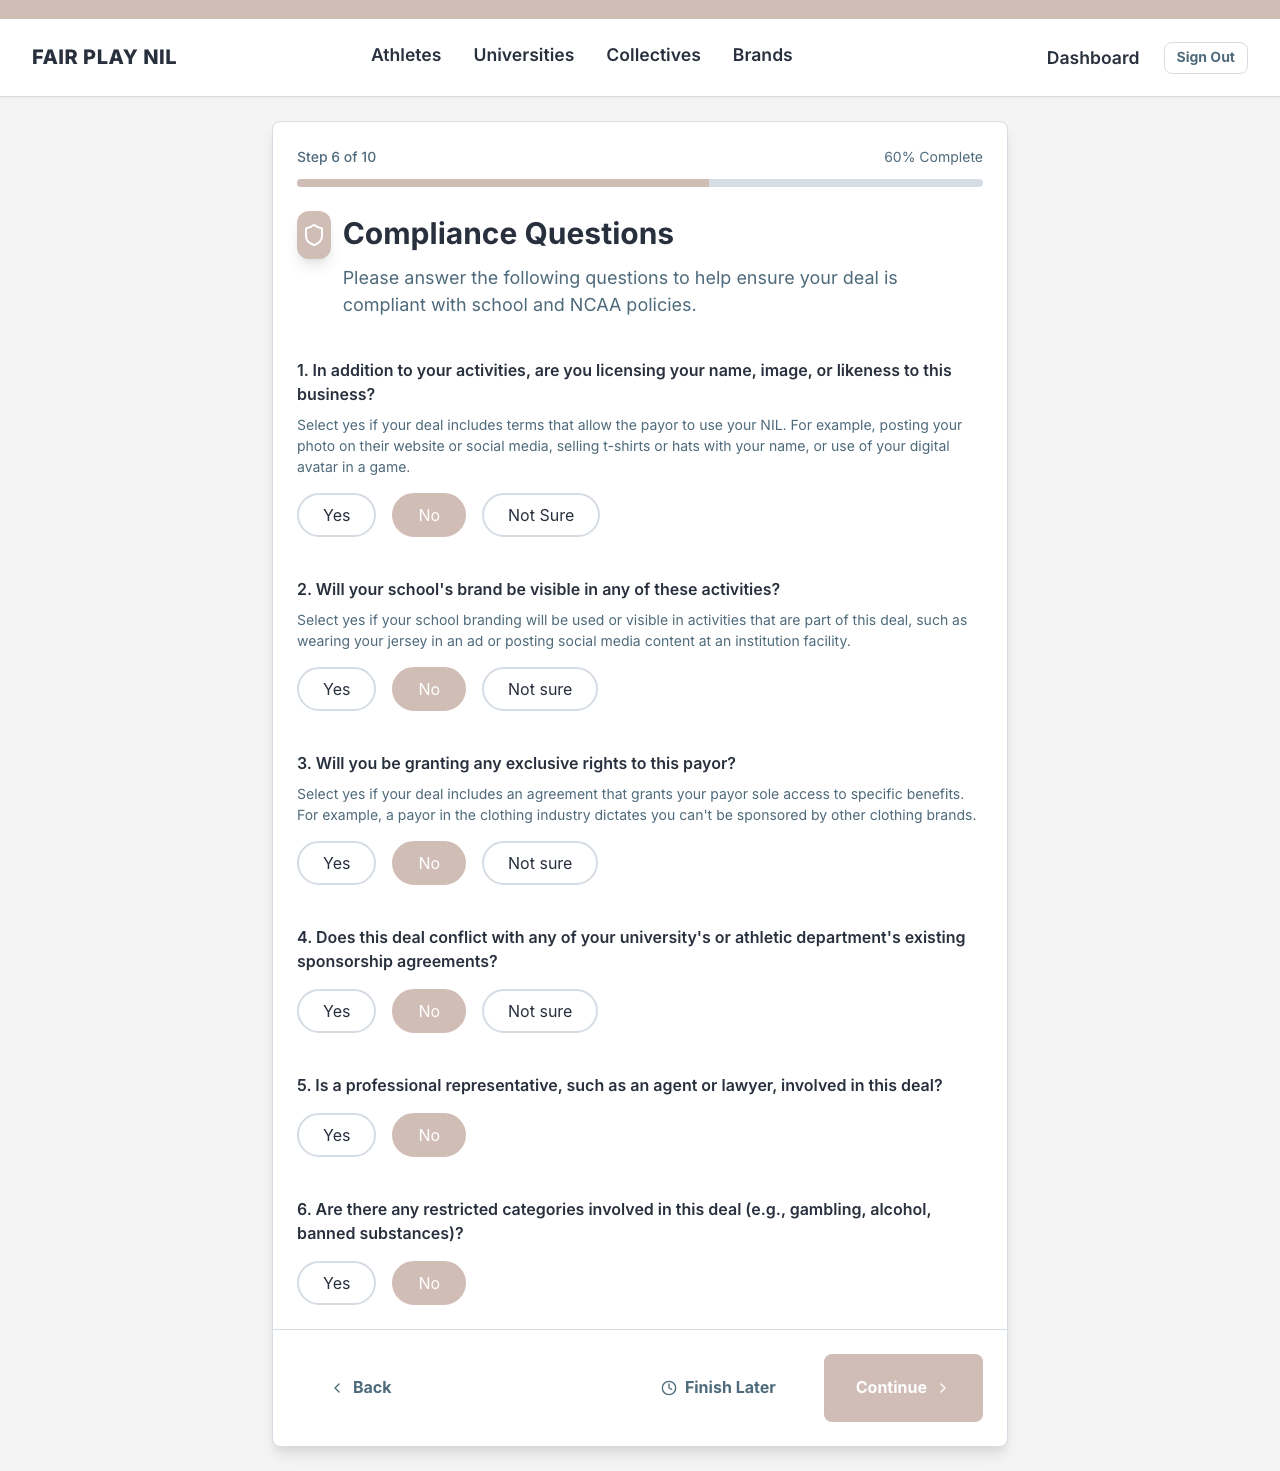 FAIR PLAY NIL
Athletes Universities Collectives Brands
Dashboard Sign Out
Step 6 of 10 60% Complete
Compliance Questions
Please answer the following questions to help ensure your deal is
compliant with school and NCAA policies.
1. In addition to your activities, are you licensing your name, image, or likeness to this
business?
Select yes if your deal includes terms that allow the payor to use your NIL. For example, posting your
photo on their website or social media, selling t-shirts or hats with your name, or use of your digital
avatar in a game.
Yes No Not Sure
2. Will your school's brand be visible in any of these activities?
Select yes if your school branding will be used or visible in activities that are part of this deal, such as
wearing your jersey in an ad or posting social media content at an institution facility.
Yes No Not sure
3. Will you be granting any exclusive rights to this payor?
Select yes if your deal includes an agreement that grants your payor sole access to specific benefits.
For example, a payor in the clothing industry dictates you can't be sponsored by other clothing brands.
Yes No Not sure
4. Does this deal conflict with any of your university's or athletic department's existing
sponsorship agreements?
Yes No Not sure
5. Is a professional representative, such as an agent or lawyer, involved in this deal?
Yes No
6. Are there any restricted categories involved in this deal (e.g., gambling, alcohol,
banned substances)?
Yes No
Back Finish Later Continue